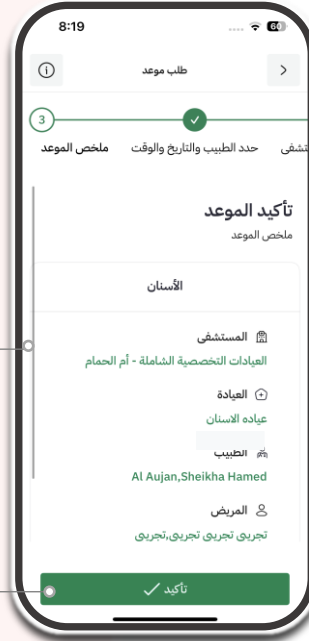 8:19
60
طلب موعد
3
تشفى
حدد الطبيب والتاريخ والوقت
ملخص الموعد
تأكيد الموعد
ملخص الموعد
الأسنان
المستشفى
العيادات التخصصية الشاملة - أم الحمام
العيادة
عياده الاسنان
الطبيب
Al Aujan,Sheikha Hamed
المريض
تجريبي تجريبي تجريبي,تجريبي
تأكيد